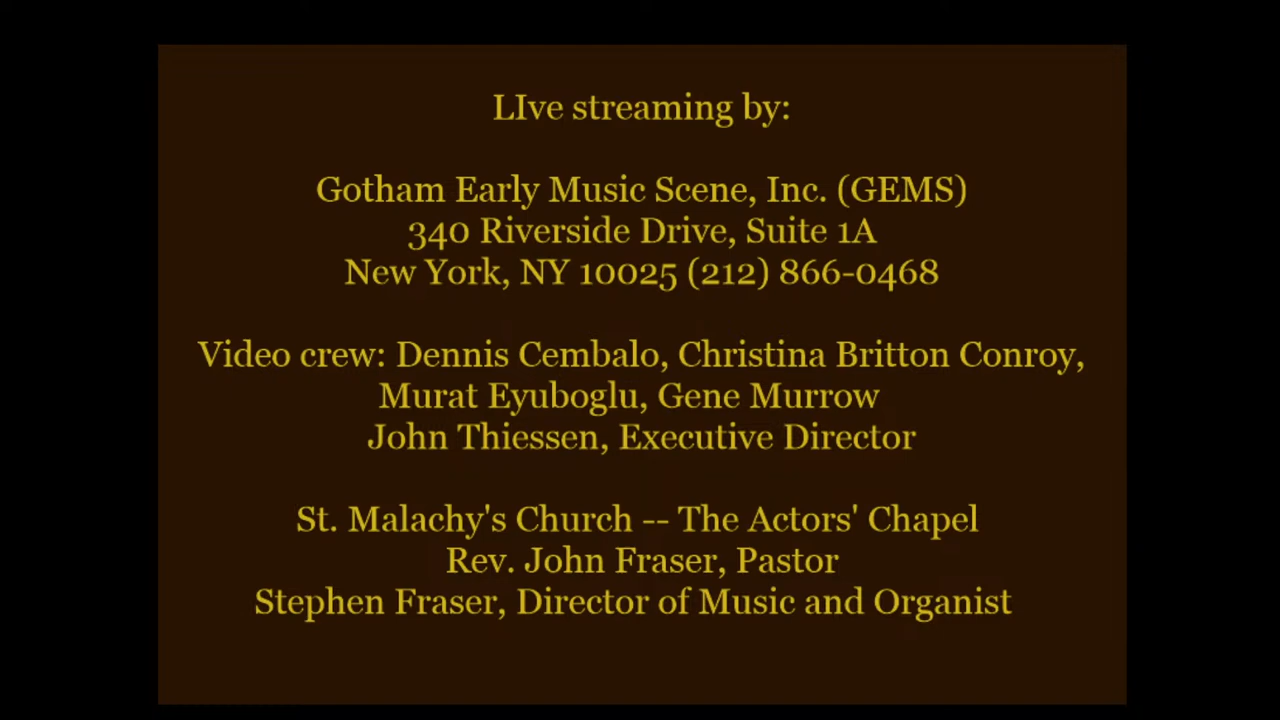 LIve streaming by:
Gotham Early Music Scene, Inc. (GEMS)
340 Riverside Drive, Suite 1A
New York, NY 10025 (212) 866-0468
Video crew: Dennis Cembalo, Christina Britton Conroy,
Murat Eyuboglu, Gene Murrow
John Thiessen, Executive Director
St. Malachy's Church -- The Actors' Chapel
Rev. John Fraser, Pastor
Stephen Fraser, Director of Music and Organist